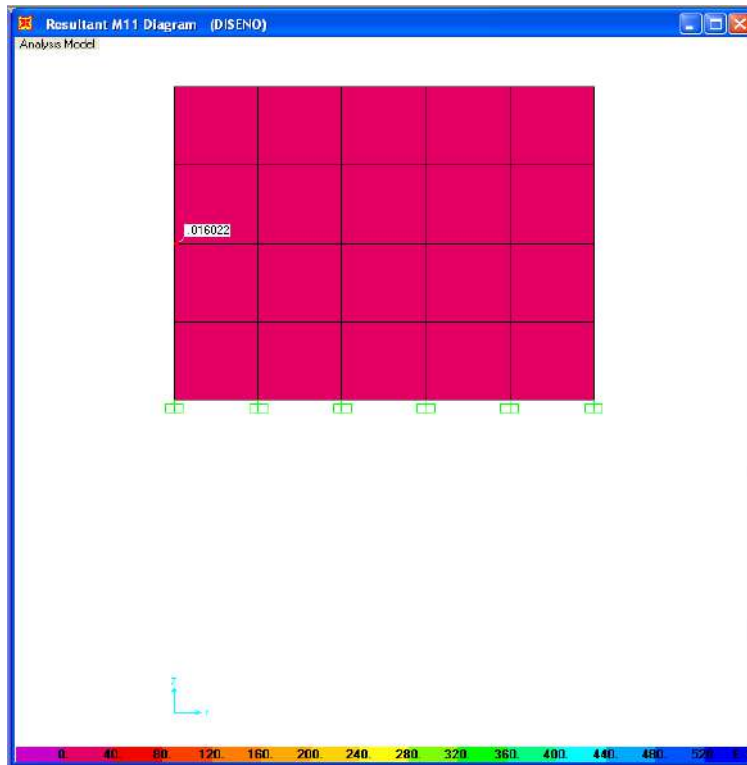 Resultant M11 Diagram (DISENO)
Analysis Model
.016022
Z
Y
0. 40. 80. 120. 160. 200. 240. 280. 320. 360. 400. 440. 480. 520.